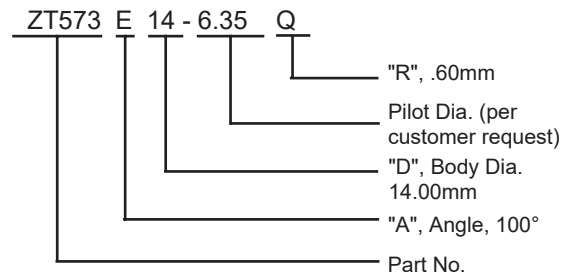 ZT573 E 14 - 6.35 Q
"R", .60mm
Pilot Dia. (per
customer request)
"D", Body Dia.
14.00mm
"A", Angle, 100°
Part No.